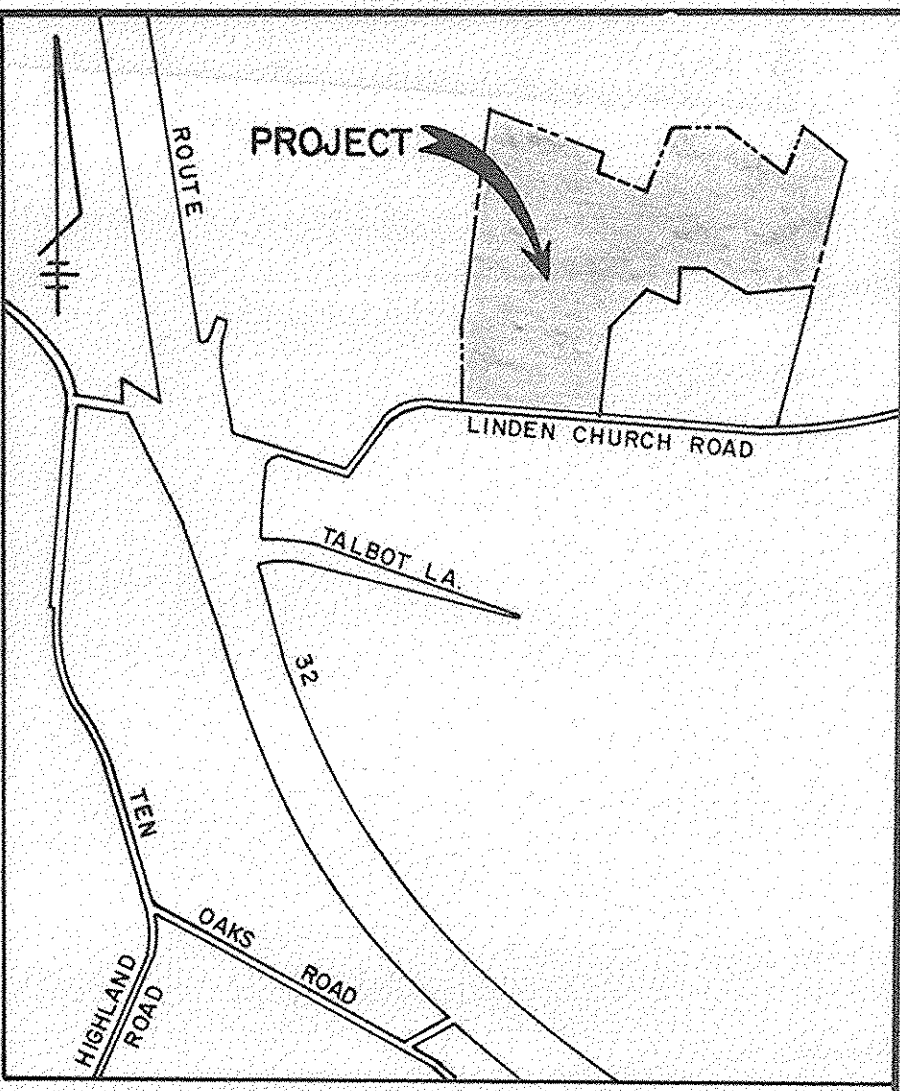 ROUTE
PROJECT
LINDEN CHURCH ROAD
TALBOT LA.
32
TEN
OAKS
ROAD
HIGHLAND
ROAD